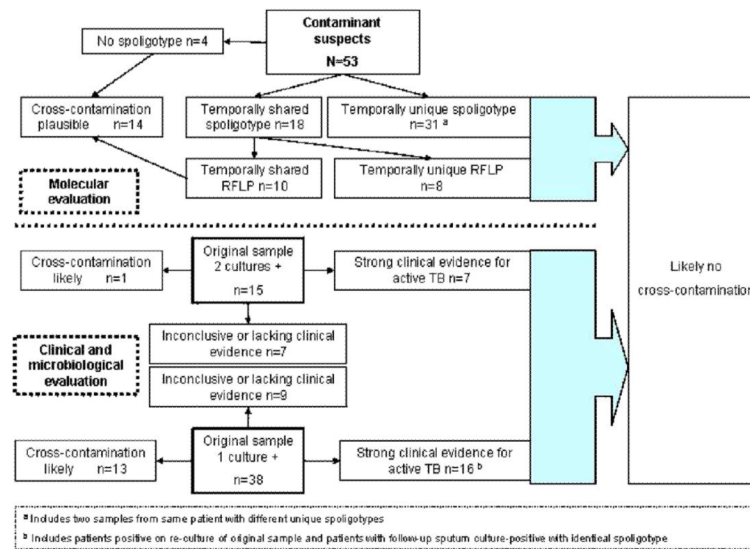 Contaminant
suspects
N=53
No spoligotype n=4
Cross-contamination
plausible n=14
Temporally shared
spoligotype n=18
Temporally unique spoligotype
n=31 a
Temporally shared
RFLP n=10
Temporally unique RFLP
n=8
Molecular
evaluation
Original sample
2 cultures +
n=15
Cross-contamination
likely n=1
Strong clinical evidence for
active TB n=7
Likely no
cross-contamination
Inconclusive or lacking clinical
evidence n=7
Clinical and
microbiological
evaluation
Inconclusive or lacking clinical
evidence n=9
Cross-contamination
likely n=13
Original sample
1 culture +
n=38
Strong clinical evidence for
active TB n=16 b
a Includes two samples from same patient with different unique spoligotypes
b Includes patients positive on re-culture of original sample and patients with follow-up sputum culture-positive with identical spoligotype